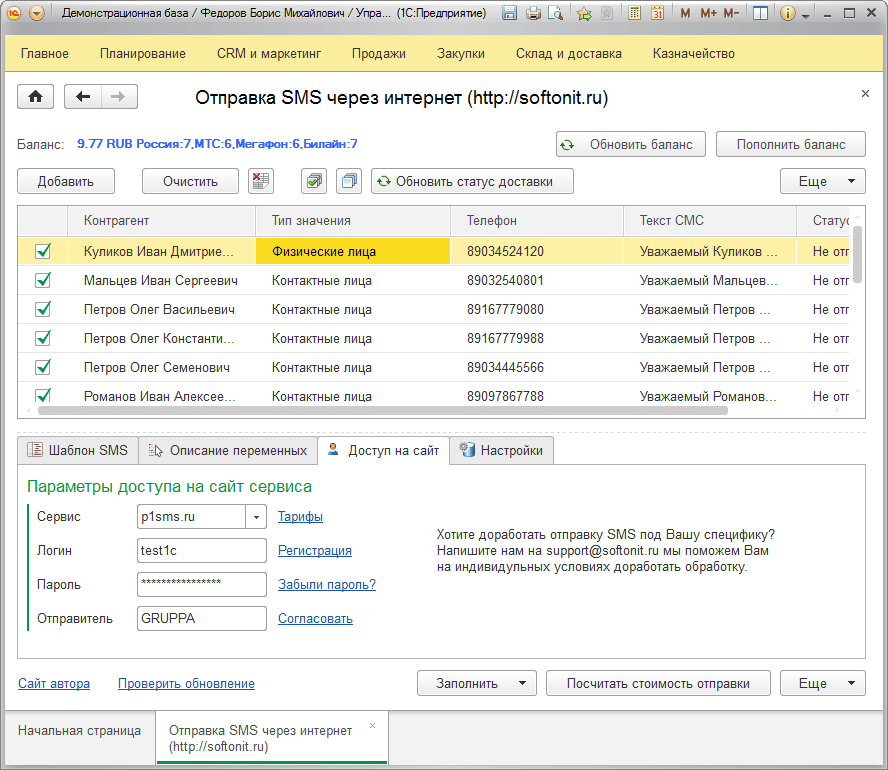 Демонстрационная база / Федоров Борис Михайлович / Упра... (1С:Предприятие)
31 M M+ M-
Главное Планирование CRM и маркетинг Продажи Закупки Склад и доставка Казначейство
Отправка SMS через интернет (http://softonit.ru)
Баланс: 9.77 RUB Россия:7,МТС:6,Мегафон:6,Билайн:7 Обновить баланс Пополнить баланс
Добавить Очистить Обновить статус доставки Еще
Контрагент Тип значения Телефон Текст СМС Статус
Куликов Иван Дмитрие... Физические лица 89034524120 Уважаемый Куликов ... Не отп
Мальцев Иван Сергеевич Контактные лица 89032540801 Уважаемый Мальцев... Не отп
Петров Олег Васильевич Контактные лица 89167779080 Уважаемый Петров ... Не отп
Петров Олег Константи... Контактные лица 89167779988 Уважаемый Петров ... Не отп
Петров Олег Семенович Контактные лица 89034445566 Уважаемый Петров ... Не отп
Романов Иван Алексее... Контактные лица 89097867788 Уважаемый Романов... Не отп
Шаблон SMS Описание переменных Доступ на сайт Настройки
Параметры доступа на сайт сервиса
Сервис p1sms.ru Тарифы
Логин test1c Регистрация
Пароль **************** Забыли пароль?
Отправитель GRUPPA Согласовать
Хотите доработать отправку SMS под Вашу специфику?
Напишите нам на support@softonit.ru мы поможем Вам
на индивидульных условиях доработать обработку.
Сайт автора Проверить обновление Заполнить Посчитать стоимость отправки Еще
Начальная страница Отправка SMS через интернет
(http://softonit.ru)